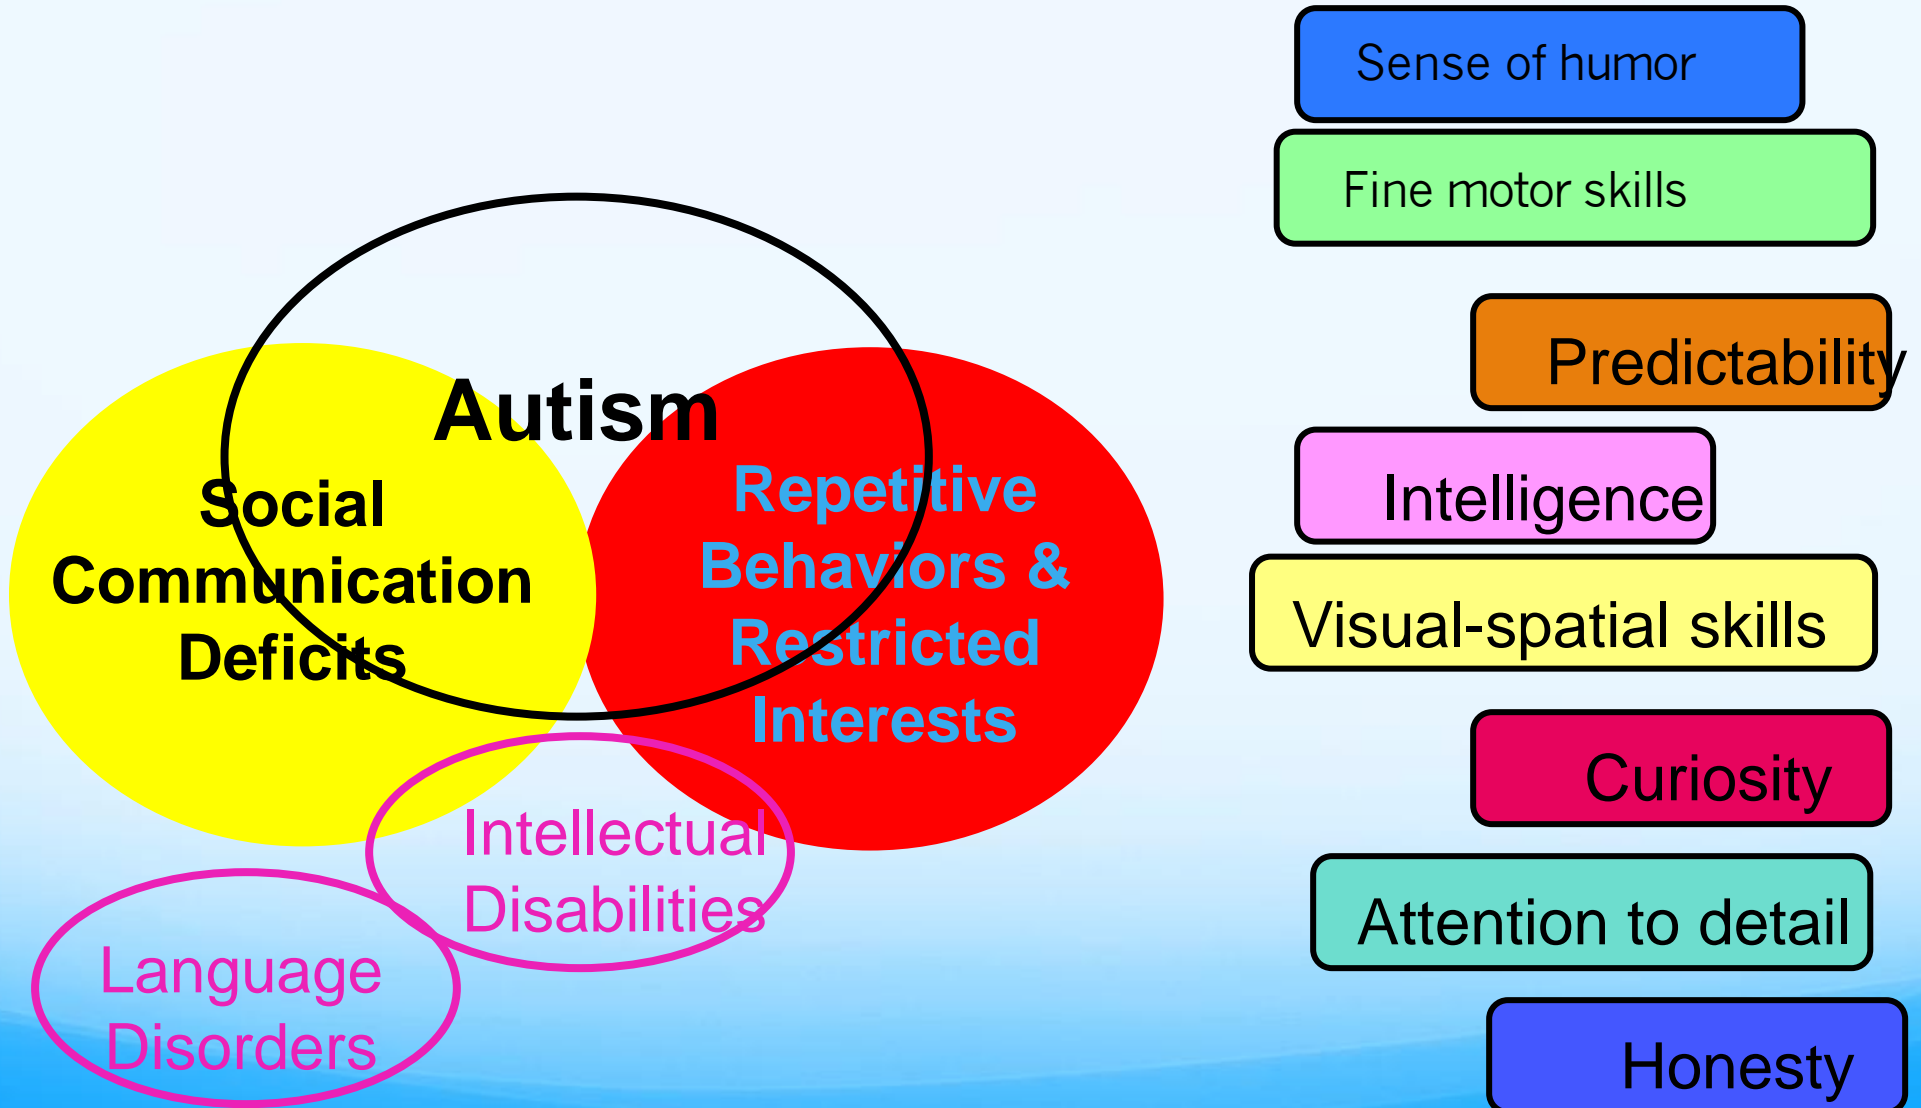 Autism
Social
Communication
Deficits
Repetitive
Behaviors &
Restricted
Interests
Intellectual
Disabilities
Language
Disorders
Sense of humor
Fine motor skills
Predictability
Intelligence
Visual-spatial skills
Curiosity
Attention to detail
Honesty